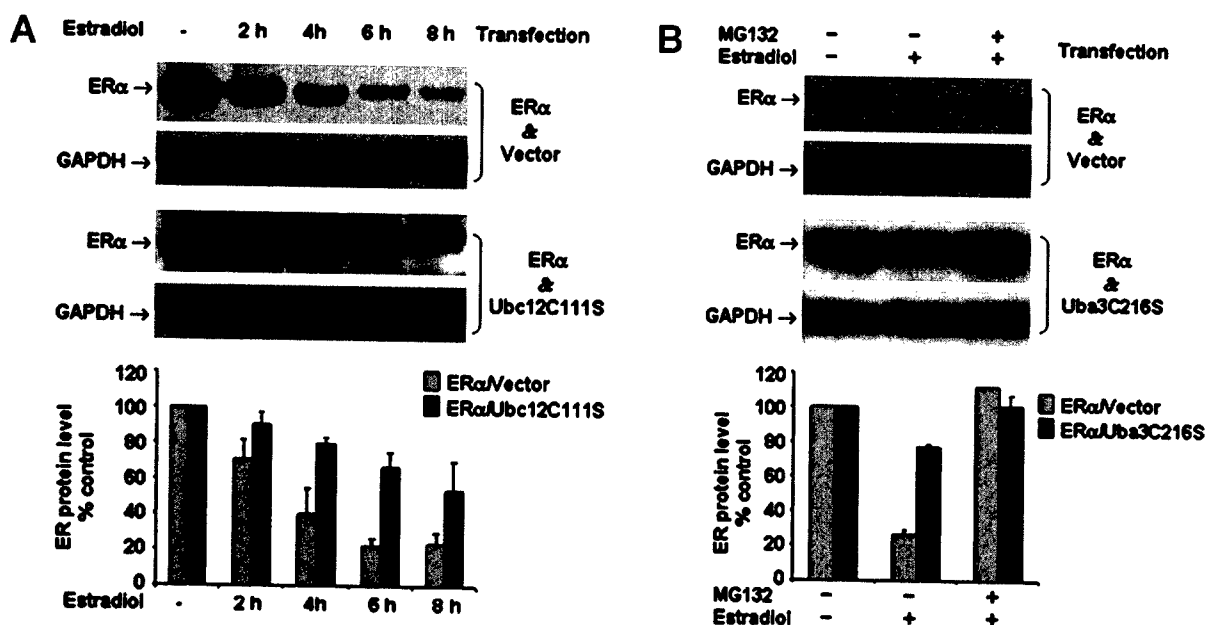 A
Estradiol - 2 h 4h 6 h 8 h Transfection
ERα →
GAPDH →
ERα
&
Vector
ERα →
GAPDH →
ERα
&
Ubc12C111S
120
100
80
60
40
20
0
ER protein level
% control
ERα/Vector
ERα/Ubc12C111S
Estradiol - 2 h 4h 6 h 8 h
B
MG132 - - +
Estradiol - + +
Transfection
ERα →
GAPDH →
ERα
&
Vector
ERα →
GAPDH →
ERα
&
Uba3C216S
120
100
80
60
40
20
0
ER protein level
% control
ERα/Vector
ERα/Uba3C216S
MG132 - - +
Estradiol - + +